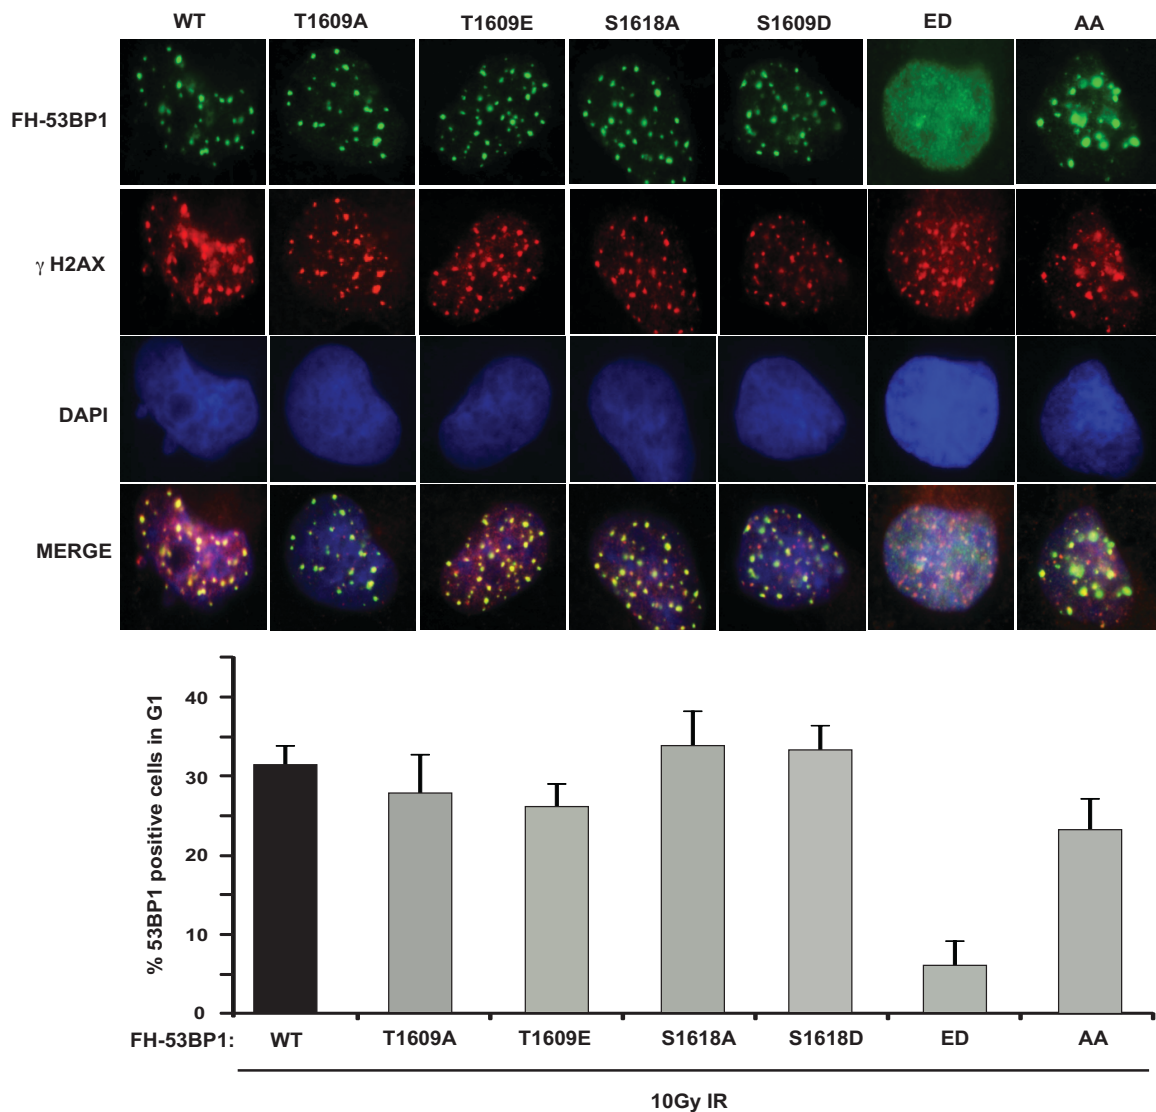 WT T1609A T1609E S1618A S1609D ED AA
FH-53BP1
γ H2AX
DAPI
MERGE
% 53BP1 positive cells in G1
40
30
20
10
0
FH-53BP1: WT T1609A T1609E S1618A S1618D ED AA
10Gy IR